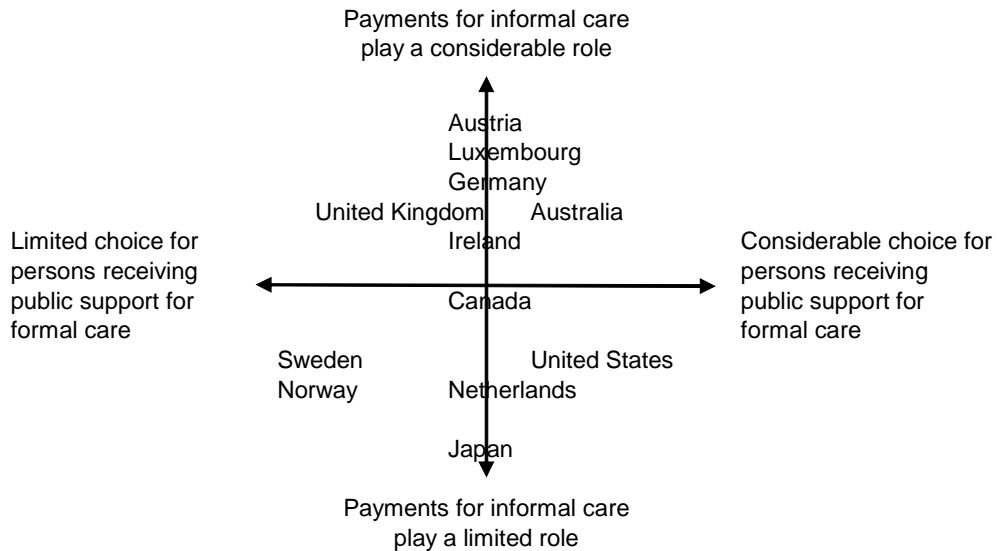 Payments for informal care
play a considerable role
Austria
Luxembourg
Germany
United Kingdom
Australia
Ireland
Limited choice for
persons receiving
public support for
formal care
Considerable choice for
persons receiving
public support for
formal care
Canada
Sweden
United States
Norway
Netherlands
Japan
Payments for informal care
play a limited role